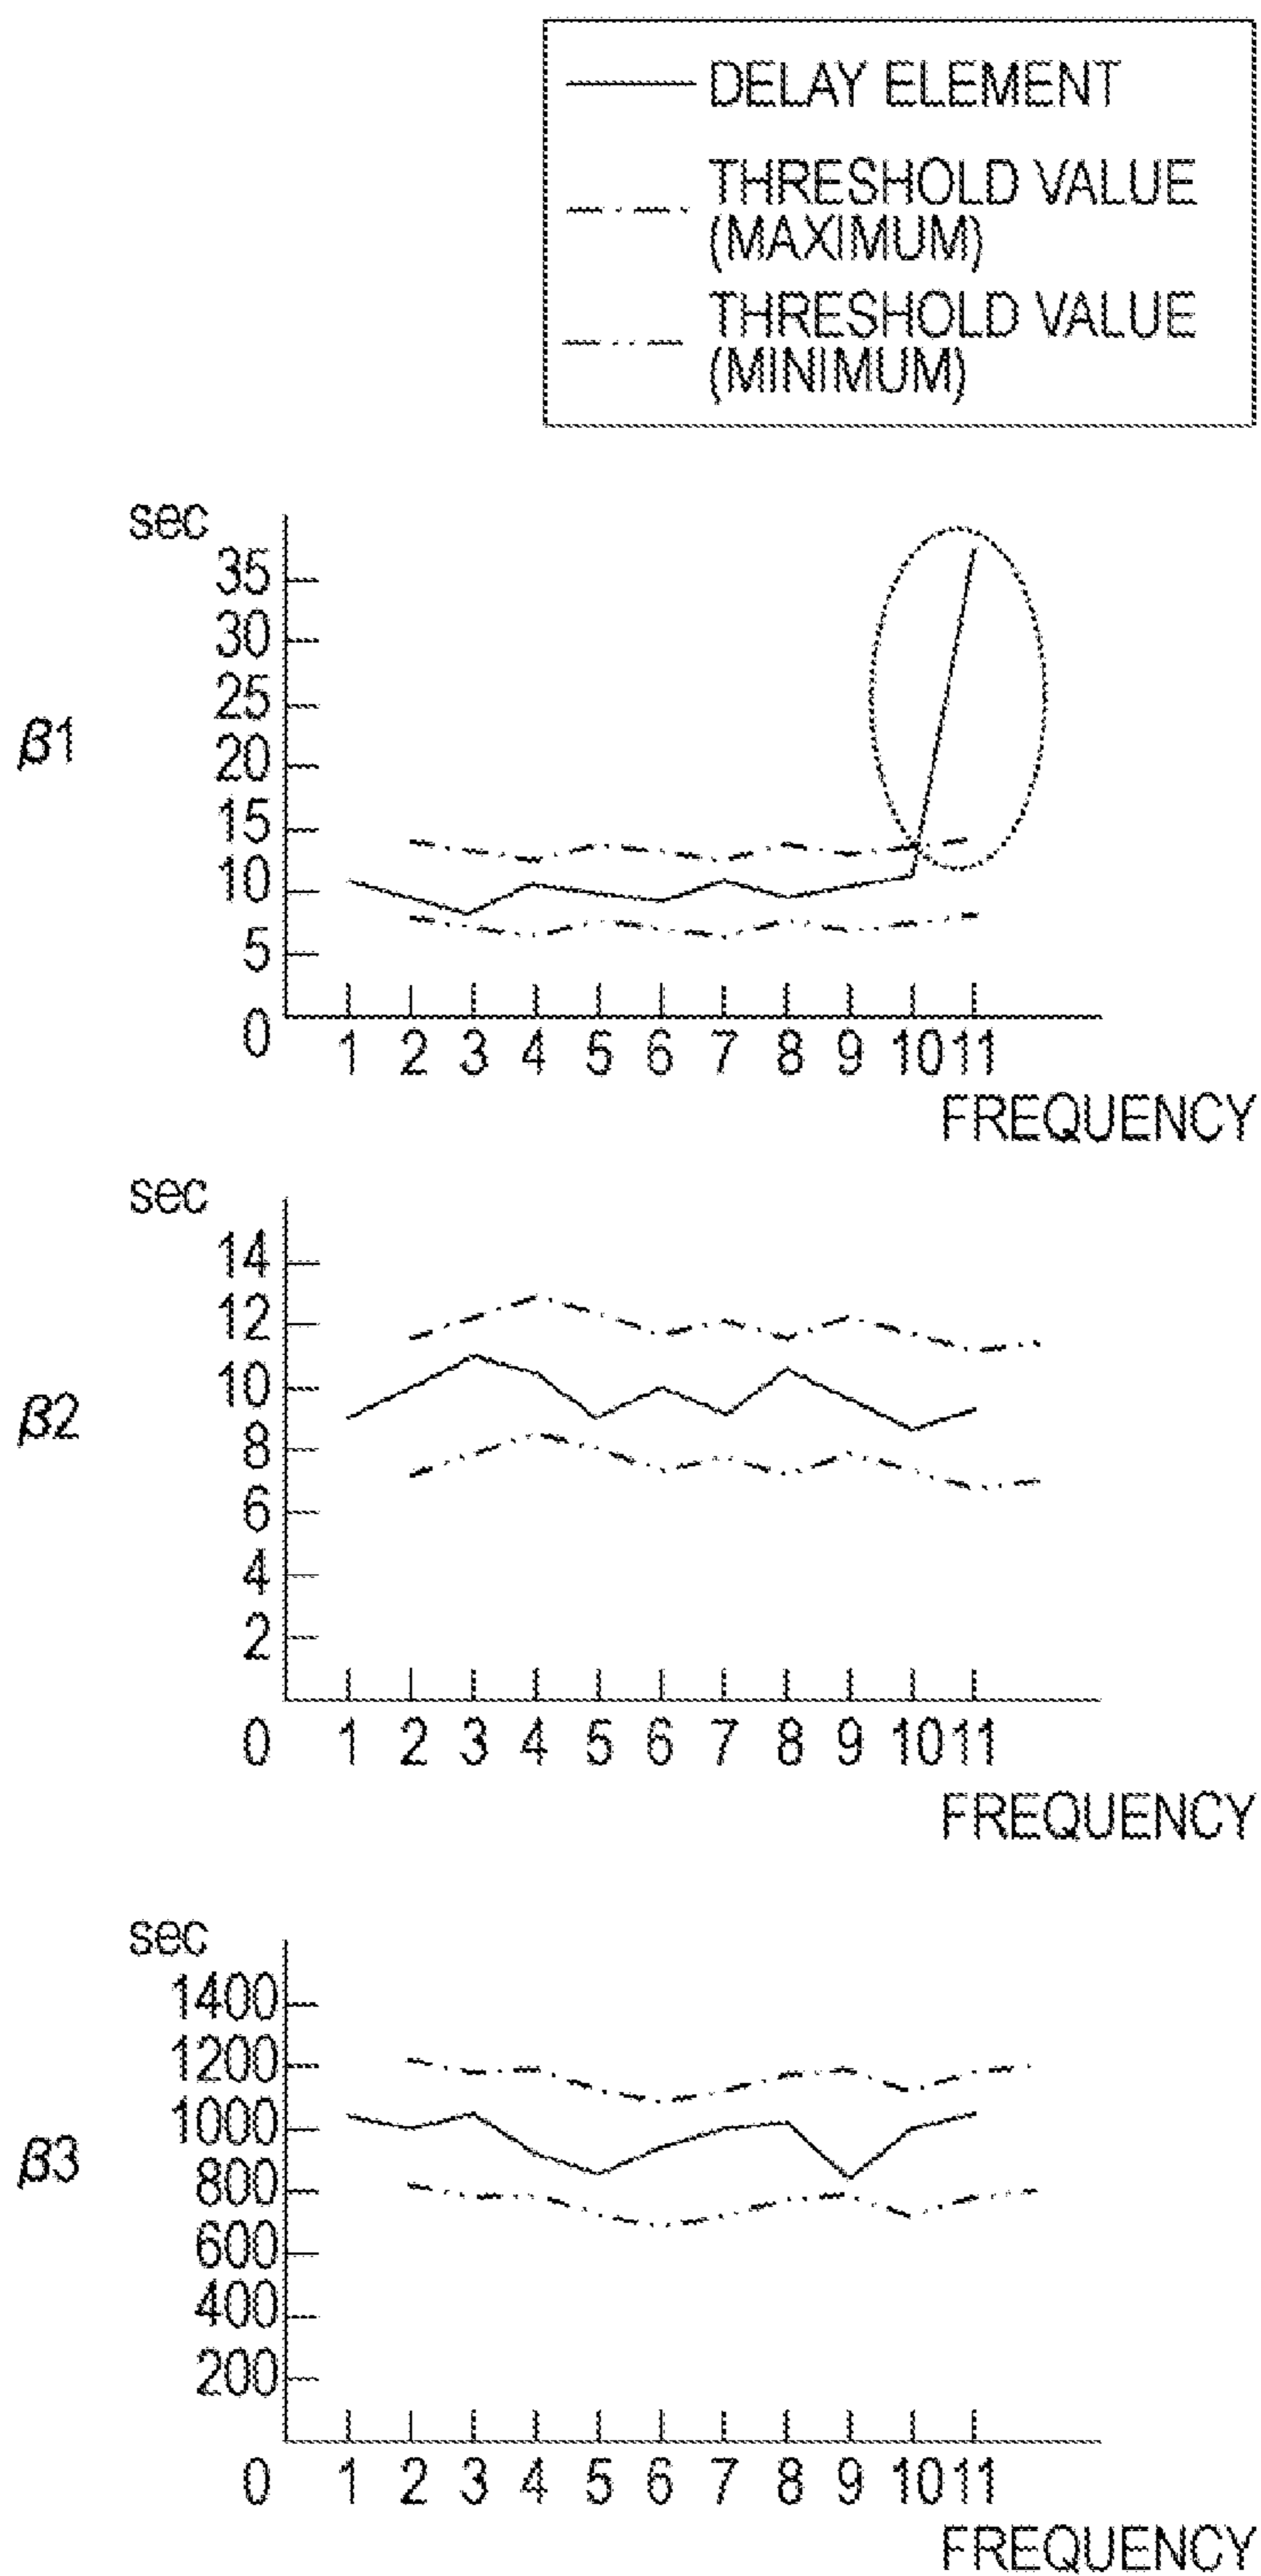 DELAY ELEMENT
THRESHOLD VALUE
(MAXIMUM)
THRESHOLD VALUE
(MINIMUM)
sec
35
30
25
20
15
10
5
0
β1
1 2 3 4 5 6 7 8 9 10 11
FREQUENCY
sec
14
12
10
8
6
4
2
0
β2
1 2 3 4 5 6 7 8 9 10 11
FREQUENCY
sec
1400
1200
1000
800
600
400
200
0
β3
1 2 3 4 5 6 7 8 9 10 11
FREQUENCY